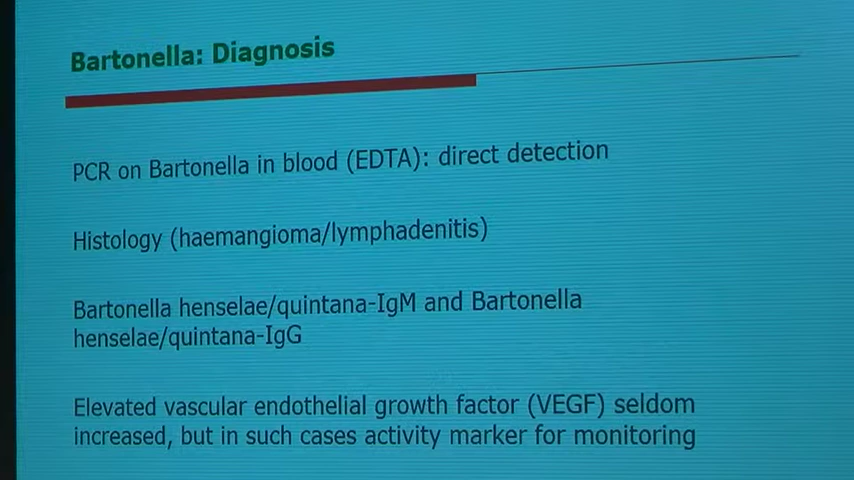 Bartonella: Diagnosis
PCR on Bartonella in blood (EDTA): direct detection
Histology (haemangioma/lymphadenitis)
Bartonella henselae/quintana-IgM and Bartonella
henselae/quintana-IgG
Elevated vascular endothelial growth factor (VEGF) seldom
increased, but in such cases activity marker for monitoring